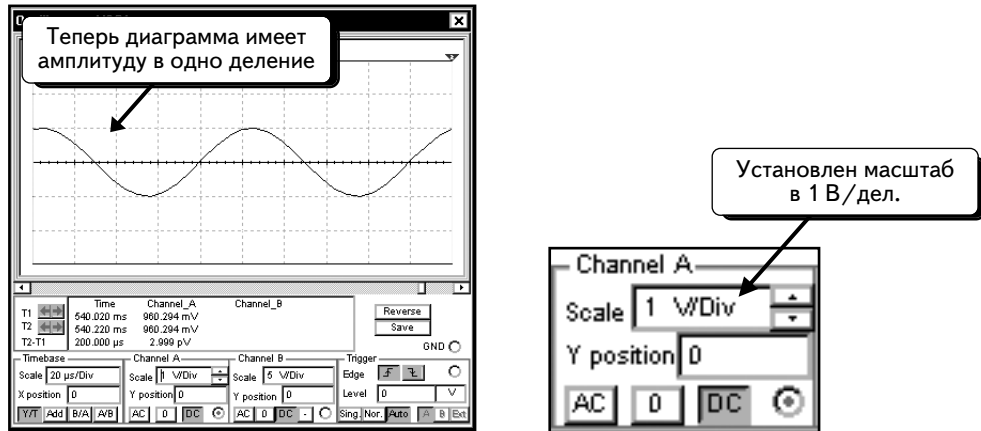 Теперь диаграмма имеет
амплитуду в одно деление
Time Channel_A Channel_B
T1 540.020 ms 960.294 mV
T2 540.220 ms 960.294 mV
T2-T1 200.000 µs 2.999 pV
Reverse
Save
GND
Timebase
Scale 20 µs/Div
X position 0
Y/T Add B/A A/B
Channel A
Scale 1 V/Div
Y position 0
AC 0 DC
Channel B
Scale 5 V/Div
Y position 0
AC 0 DC -
Trigger
Edge
Level 0 V
Sing. Nor. Auto A B Ext
Установлен масштаб
в 1 В/дел.
Channel A
Scale 1 V/Div
Y position 0
AC 0 DC